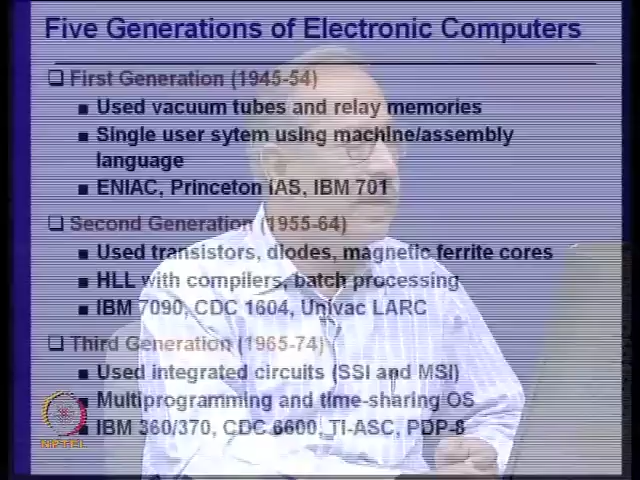 Five Generations of Electronic Computers
First Generation (1945-54)
Used vacuum tubes and relay memories
Single user sytem using machine/assembly
language
ENIAC, Princeton IAS, IBM 701
Second Generation (1955-64)
Used transistors, diodes, magnetic ferrite cores
HLL with compilers, batch processing
IBM 7090, CDC 1604, Univac LARC
Third Generation (1965-74)
Used integrated circuits (SSI and MSI)
Multiprogramming and time-sharing OS
IBM 360/370, CDC 6600, TI-ASC, PDP-8
NPTEL